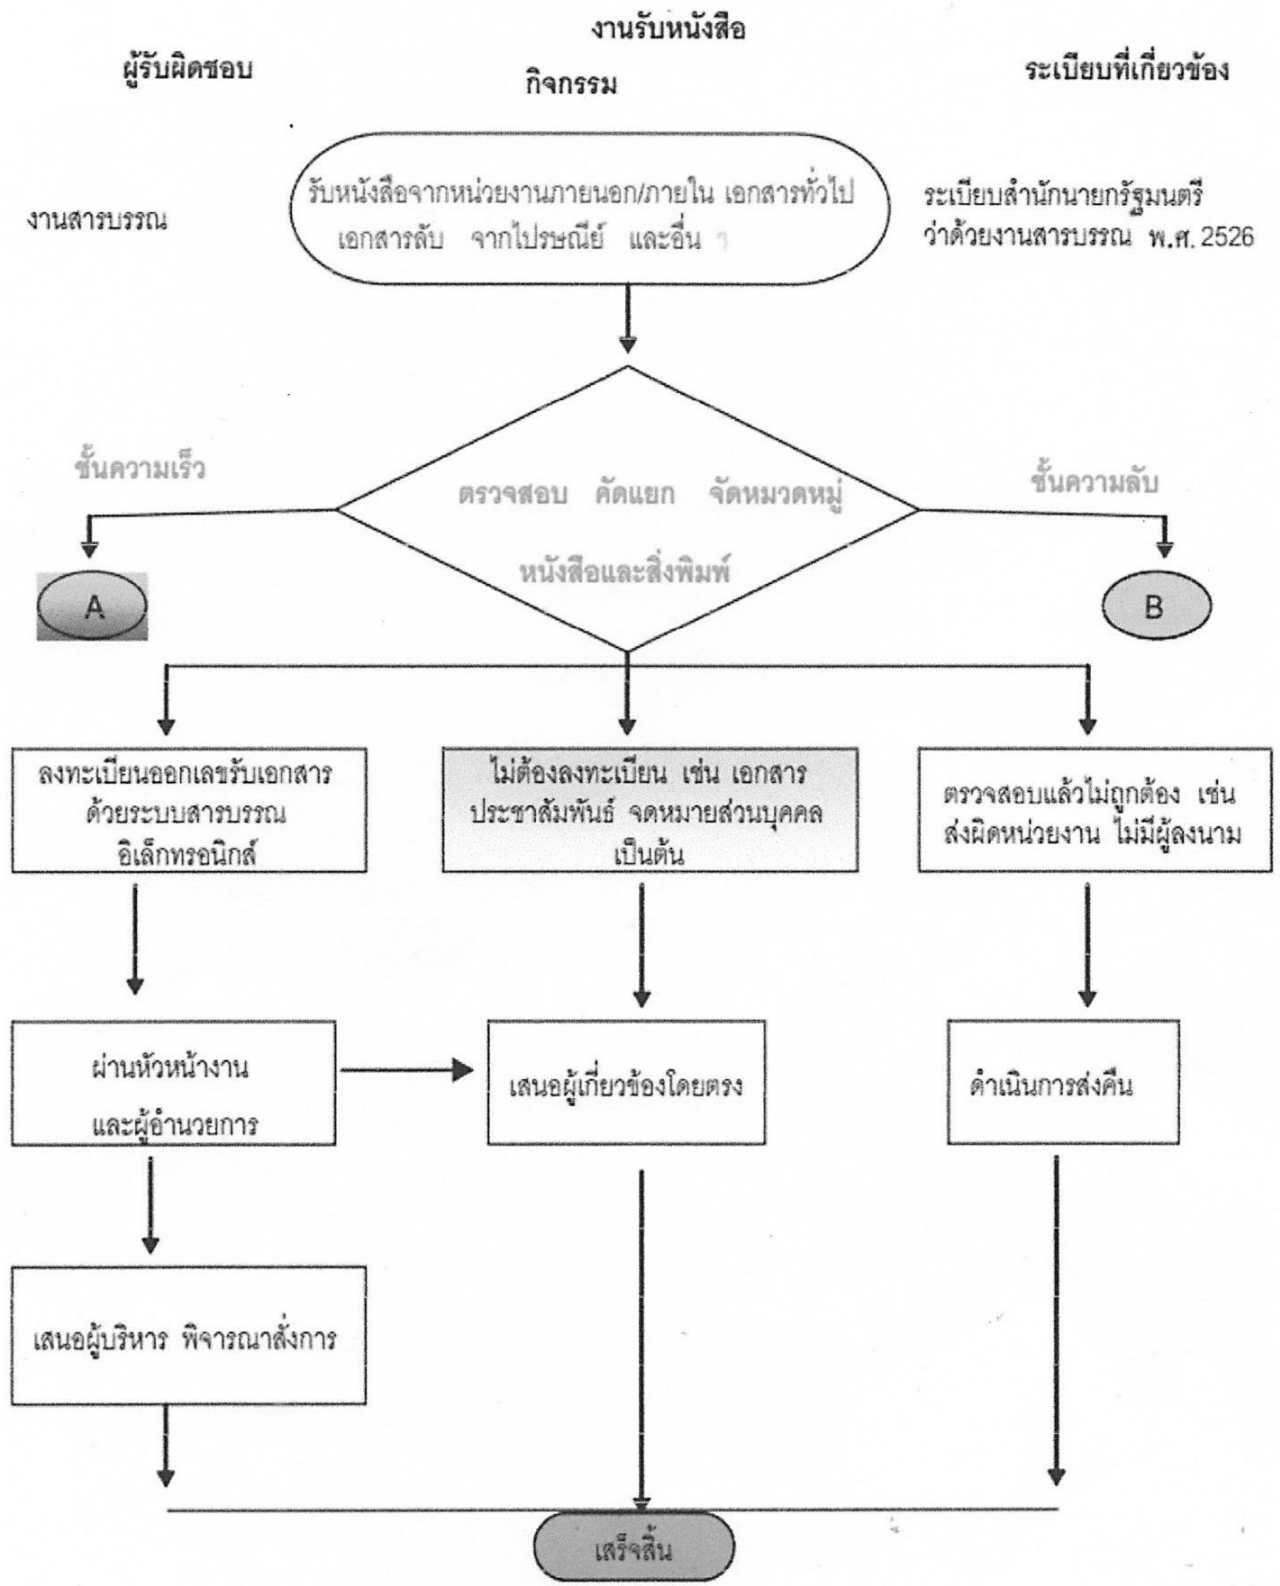 งานรับหนังสือ
ผู้รับผิดชอบ
กิจกรรม
ระเบียบที่เกี่ยวข้อง
งานสารบรรณ
รับหนังสือจากหน่วยงานภายนอก/ภายใน เอกสารทั่วไป
เอกสารลับ จากไปรษณีย์ และอื่น ๆ
ระเบียบสำนักนายกรัฐมนตรี
ว่าด้วยงานสารบรรณ พ.ศ. 2526
ชั้นความเร็ว
ชั้นความลับ
ตรวจสอบ คัดแยก จัดหมวดหมู่
หนังสือและสิ่งพิมพ์
A
B
ลงทะเบียนออกเลขรับเอกสาร
ด้วยระบบสารบรรณ
อิเล็กทรอนิกส์
ไม่ต้องลงทะเบียน เช่น เอกสาร
ประชาสัมพันธ์ จดหมายส่วนบุคคล
เป็นต้น
ตรวจสอบแล้วไม่ถูกต้อง เช่น
ส่งผิดหน่วยงาน ไม่มีผู้ลงนาม
ผ่านหัวหน้างาน
และผู้อำนวยการ
เสนอผู้เกี่ยวข้องโดยตรง
ดำเนินการส่งคืน
เสนอผู้บริหาร พิจารณาสั่งการ
เสร็จสิ้น